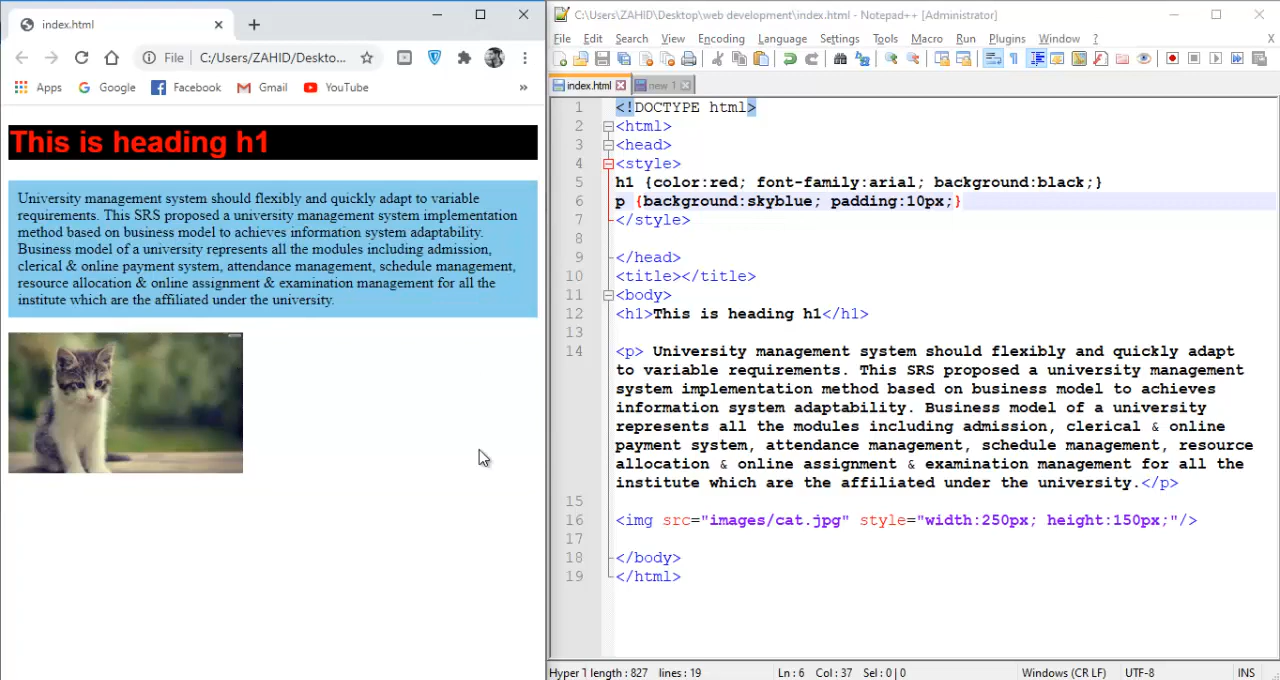 index.html
File
C:/Users/ZAHID/Deskto...
Apps
Google
Facebook
Gmail
YouTube
»
This is heading h1
University management system should flexibly and quickly adapt to variable
requirements. This SRS proposed a university management system implementation
method based on business model to achieves information system adaptability.
Business model of a university represents all the modules including admission,
clerical & online payment system, attendance management, schedule management,
resource allocation & online assignment & examination management for all the
institute which are the affiliated under the university.
C:\Users\ZAHID\Desktop\web development\index.html - Notepad++ [Administrator]
File Edit Search View Encoding Language Settings Tools Macro Run Plugins Window ? X
index.html new 1
1 <!DOCTYPE html>
2 <html>
3 <head>
4 <style>
5 h1 {color:red; font-family:arial; background:black;}
6 p {background:skyblue; padding:10px;}
7 </style>
8
9 </head>
10 <title></title>
11 <body>
12 <h1>This is heading h1</h1>
13
14 <p> University management system should flexibly and quickly adapt
to variable requirements. This SRS proposed a university management
system implementation method based on business model to achieves
information system adaptability. Business model of a university
represents all the modules including admission, clerical & online
payment system, attendance management, schedule management, resource
allocation & online assignment & examination management for all the
institute which are the affiliated under the university.</p>
15
16 <img src="images/cat.jpg" style="width:250px; height:150px;"/>
17
18 </body>
19 </html>
Hyper 1 length : 827 lines : 19 Ln : 6 Col : 37 Sel : 0 | 0 Windows (CR LF) UTF-8 INS